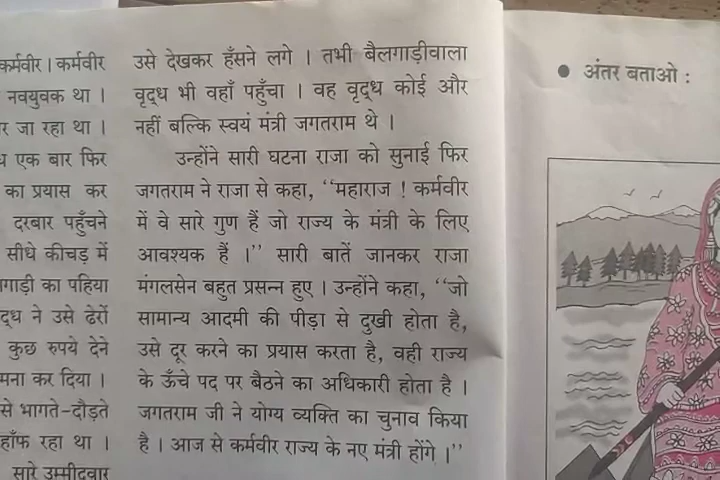 कर्मवीर । कर्मवीर
नवयुवक था ।
जा रहा था ।
एक बार फिर
का प्रयास कर
दरबार पहुँचने
सीधे कीचड़ में
का पहिया
ने उसे ढेरों
कुछ रुपये देने
कर दिया ।
से भागते-दौड़ते
हाँफ रहा था ।
सारे उम्मीदवार
उसे देखकर हँसने लगे । तभी बैलगाड़ीवाला
वृद्ध भी वहाँ पहुँचा । वह वृद्ध कोई और
नहीं बल्कि स्वयं मंत्री जगतराम थे ।
उन्होंने सारी घटना राजा को सुनाई फिर
जगतराम ने राजा से कहा, ‘‘महाराज ! कर्मवीर
में वे सारे गुण हैं जो राज्य के मंत्री के लिए
आवश्यक हैं ।’’ सारी बातें जानकर राजा
मंगलसेन बहुत प्रसन्न हुए । उन्होंने कहा, ‘‘जो
सामान्य आदमी की पीड़ा से दुखी होता है,
उसे दूर करने का प्रयास करता है, वही राज्य
के ऊँचे पद पर बैठने का अधिकारी होता है ।
जगतराम जी ने योग्य व्यक्ति का चुनाव किया
है । आज से कर्मवीर राज्य के नए मंत्री होंगे ।’’
● अंतर बताओ :